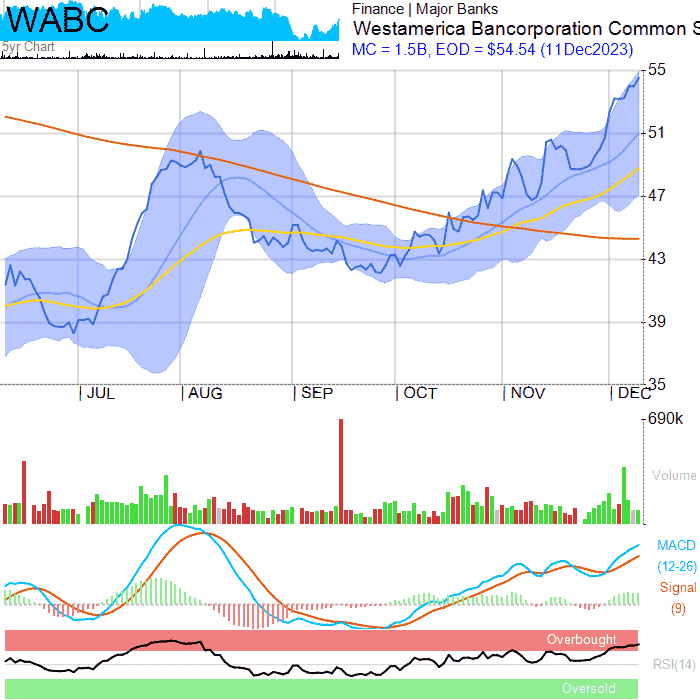 WABC
5yr Chart
Finance | Major Banks
Westamerica Bancorporation Common S
MC = 1.5B, EOD = $54.54 (11Dec2023)
55
51
47
43
39
35
| JUL | AUG | SEP | OCT | NOV | DEC
690k
Volume
MACD
(12-26)
Signal
(9)
Overbought
RSI(14)
Oversold